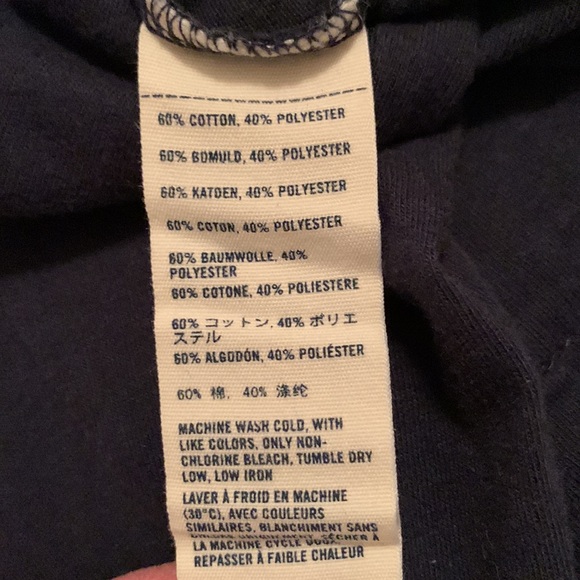 60% COTTON, 40% POLYESTER
60% BOMULD, 40% POLYESTER
60% KATOEN, 40% POLYESTER
60% COTON, 40% POLYESTER
60% BAUMWOLLE, 40%
POLYESTER
60% COTONE, 40% POLIESTERE
60% コットン, 40% ポリエ
ステル
60% ALGODÓN, 40% POLIÉSTER
60% 棉, 40% 涤纶
MACHINE WASH COLD, WITH
LIKE COLORS, ONLY NON-
CHLORINE BLEACH, TUMBLE DRY
LOW, LOW IRON
LAVER À FROID EN MACHINE
(30°C), AVEC COULEURS
SIMILAIRES, BLANCHIMENT SANS
CHLORE UNIQUEMENT, SÉCHER À
LA MACHINE CYCLE DOUX,
REPASSER À FAIBLE CHALEUR